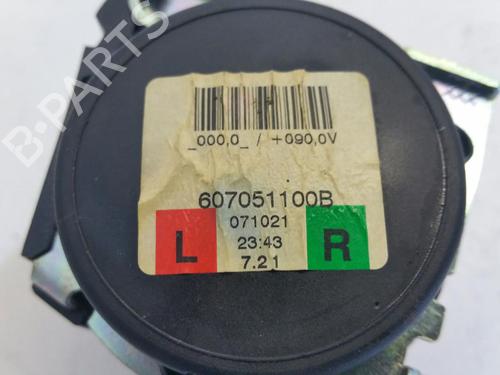 _000,0_ / +090,0V
607051100B
071021
L
23:43
R
7.21
B-PARTS